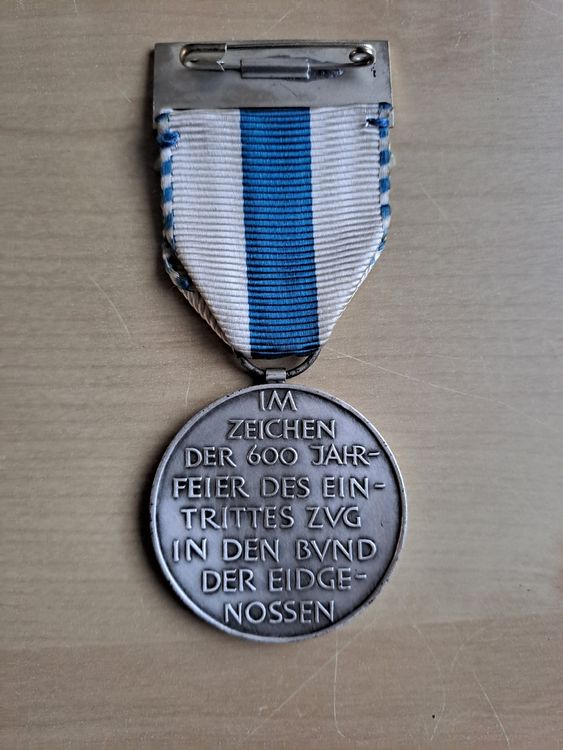 IM
ZEICHEN
DER 600 JAHR-
FEIER DES EIN-
TRITTES ZVG
IN DEN BVND
DER EIDGE-
NOSSEN